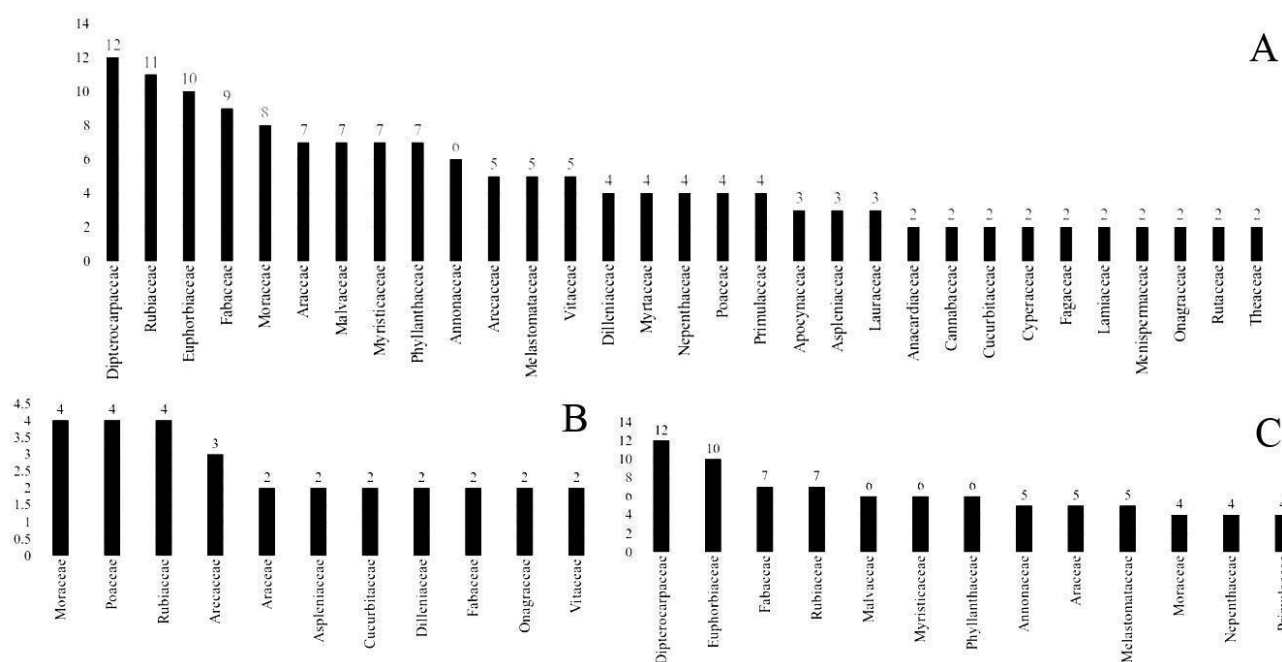 A
14
12
10
8
6
4
2
0
12 11 10 9 8 7 7 7 7 6 5 5 5 4 4 4 4 4 3 3 3 2 2 2 2 2 2 2 2 2 2
Dipterocarpaceae
Rubiaceae
Euphorbiaceae
Fabaceae
Moraceae
Araceae
Malvaceae
Myristicaceae
Phyllanthaceae
Annonaceae
Arecaceae
Melastomataceae
Vitaceae
Dilleniaceae
Myrtaceae
Nepenthaceae
Poaceae
Primulaceae
Apocynaceae
Aspleniaceae
Lauraceae
Anacardiaceae
Cannabaceae
Cucurbitaceae
Cyperaceae
Fagaceae
Lamiaceae
Menispermaceae
Onagraceae
Rutaceae
Theaceae
B
4.5
4
3.5
3
2.5
2
1.5
1
0.5
0
4 4 4 3 2 2 2 2 2 2 2
Moraceae
Poaceae
Rubiaceae
Arecaceae
Araceae
Aspleniaceae
Cucurbitaceae
Dilleniaceae
Fabaceae
Onagraceae
Vitaceae
C
14
12
10
8
6
4
2
0
12 10 7 7 6 6 6 5 5 5 4 4 4
Dipterocarpaceae
Euphorbiaceae
Fabaceae
Rubiaceae
Malvaceae
Myristicaceae
Phyllanthaceae
Annonaceae
Araceae
Melastomataceae
Moraceae
Nepenthaceae